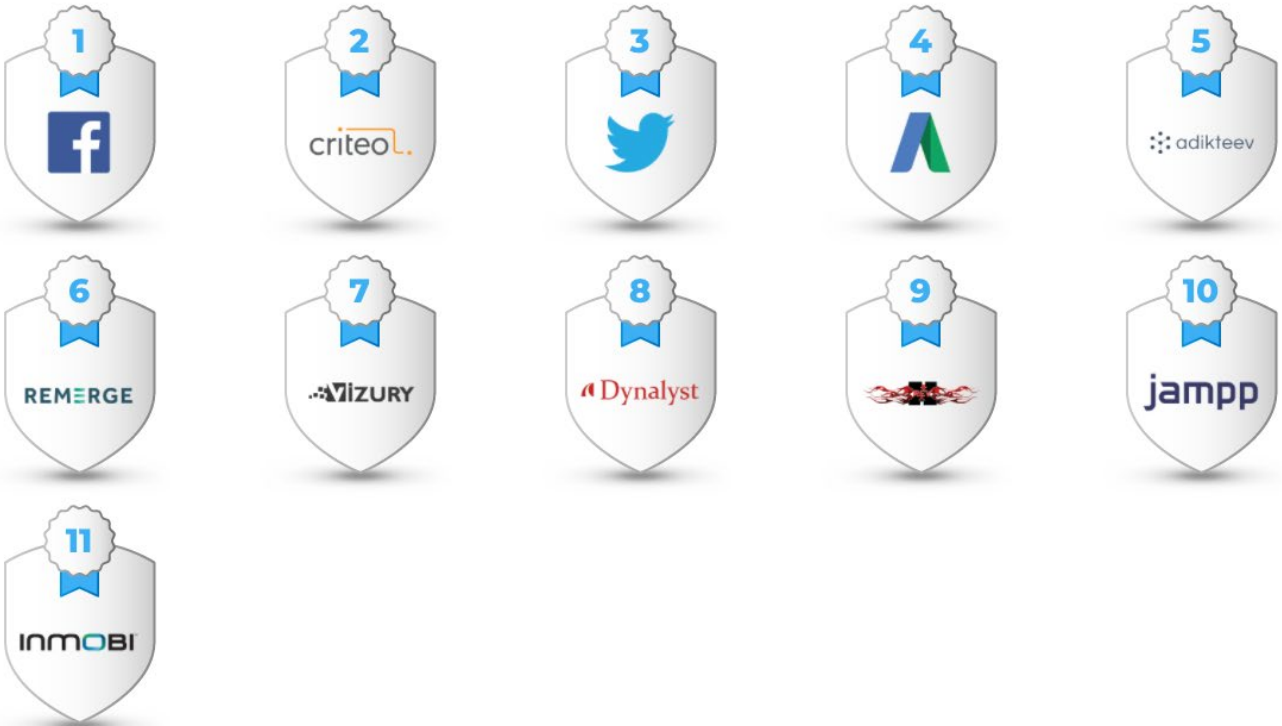 1
2
3
4
5
criteo
adikteev
6
7
8
9
10
REMERGE
VIZURY
Dynalyst
X
jampp
11
INMOBI